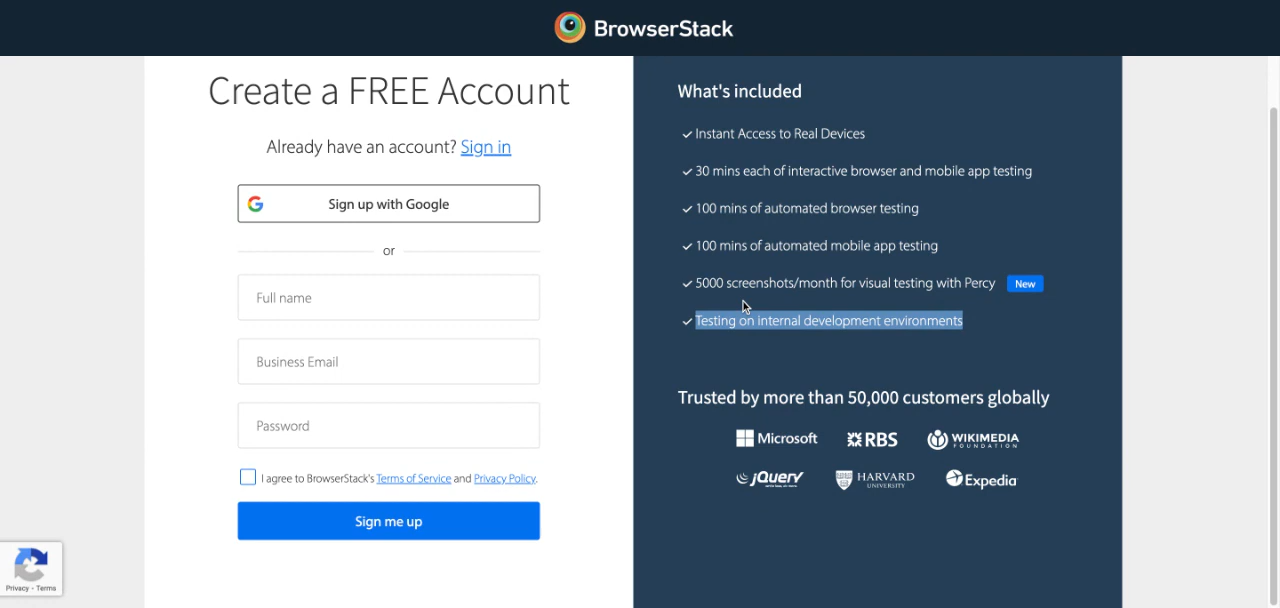 BrowserStack
Create a FREE Account
Already have an account? Sign in
Sign up with Google
or
Full name
Business Email
Password
I agree to BrowserStack's Terms of Service and Privacy Policy.
Sign me up
Privacy - Terms
What's included
Instant Access to Real Devices
30 mins each of interactive browser and mobile app testing
100 mins of automated browser testing
100 mins of automated mobile app testing
5000 screenshots/month for visual testing with Percy New
Testing on internal development environments
Trusted by more than 50,000 customers globally
Microsoft RBS WIKIMEDIA
FOUNDATION
jQuery HARVARD
UNIVERSITY
Expedia